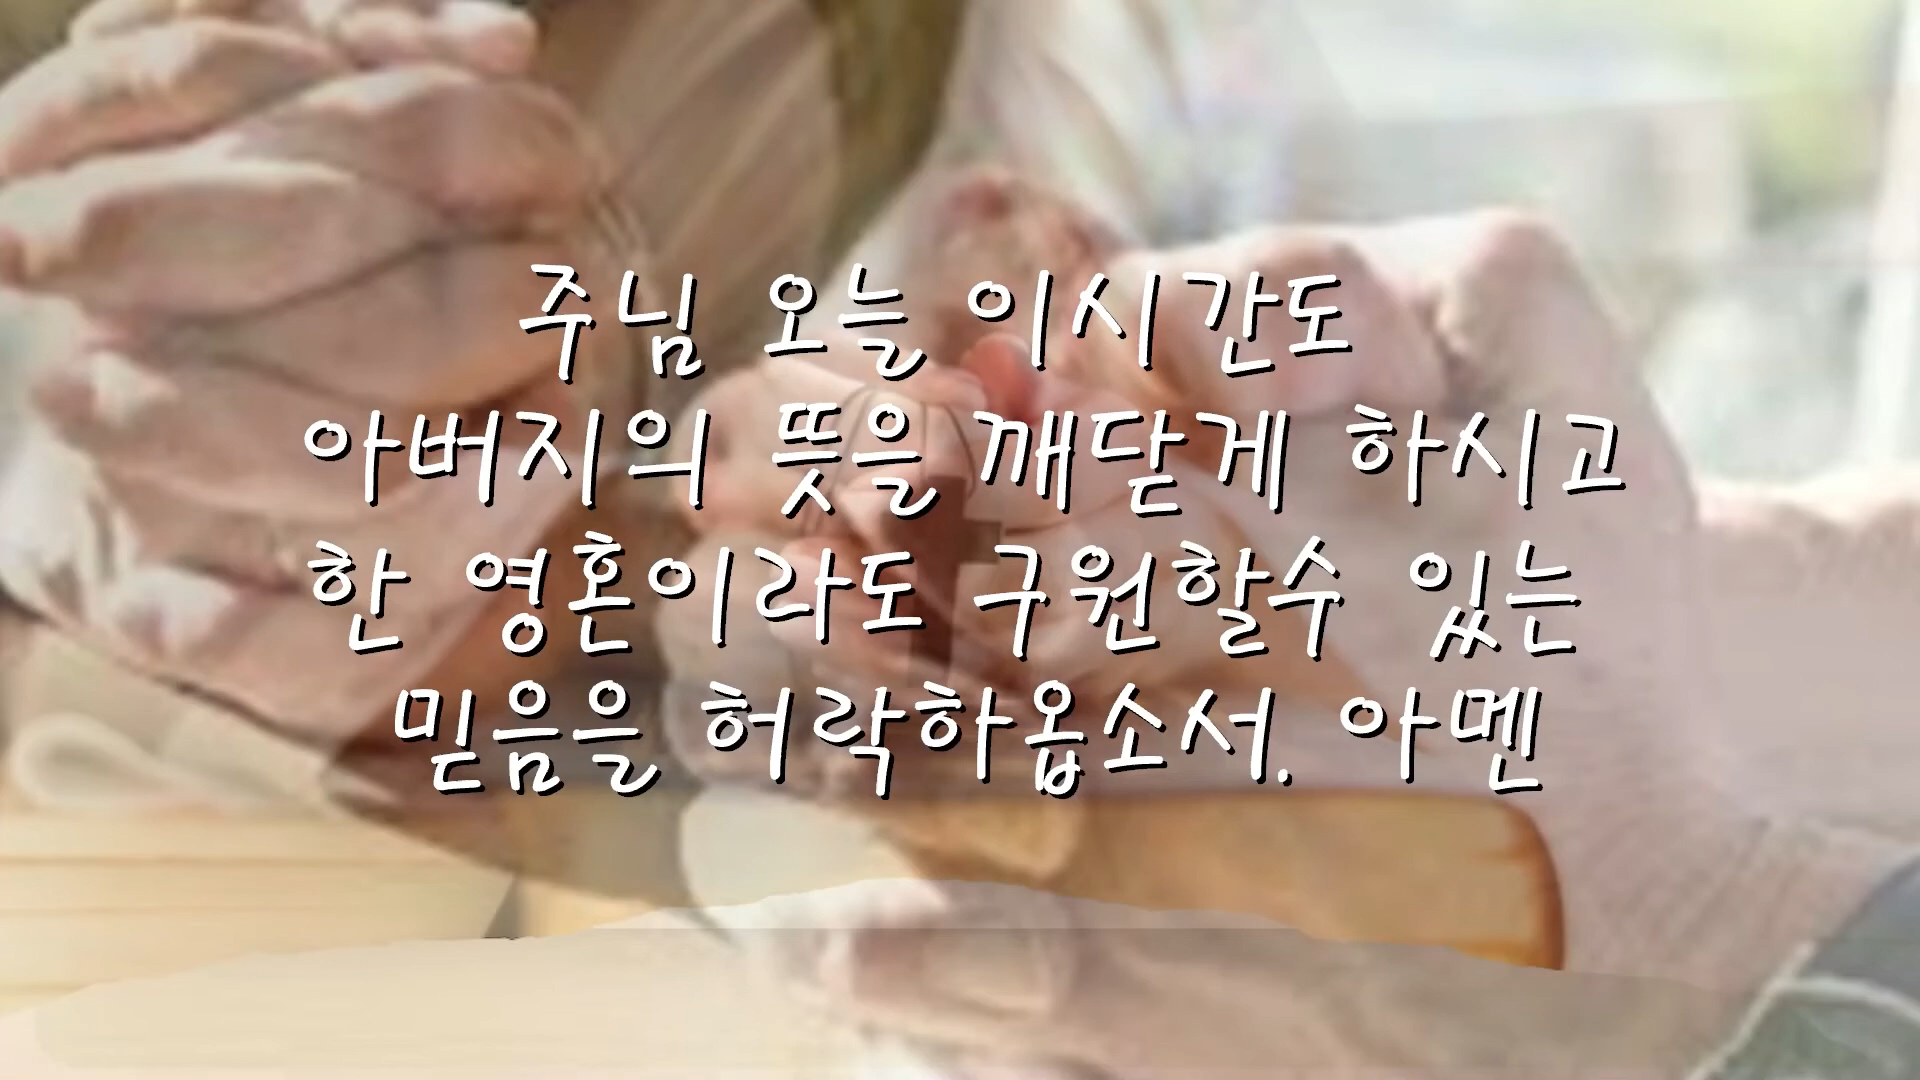 주님 오늘 이시간도
아버지의 뜻을 깨닫게 하시고
한 영혼이라도 구원할수 있는
믿음을 허락하옵소서. 아멘